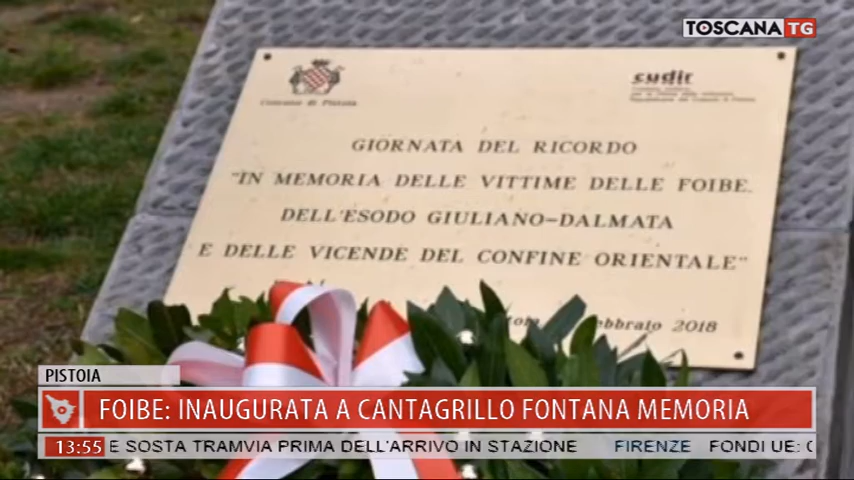 TOSCANA TG
Comune di Pistoia
cudir
GIORNATA DEL RICORDO
"IN MEMORIA DELLE VITTIME DELLE FOIBE,
DELL'ESODO GIULIANO-DALMATA
E DELLE VICENDE DEL CONFINE ORIENTALE"
2018
PISTOIA
FOIBE: INAUGURATA A CANTAGRILLO FONTANA MEMORIA
13:55 E SOSTA TRAMVIA PRIMA DELL'ARRIVO IN STAZIONE FIRENZE FONDI UE: